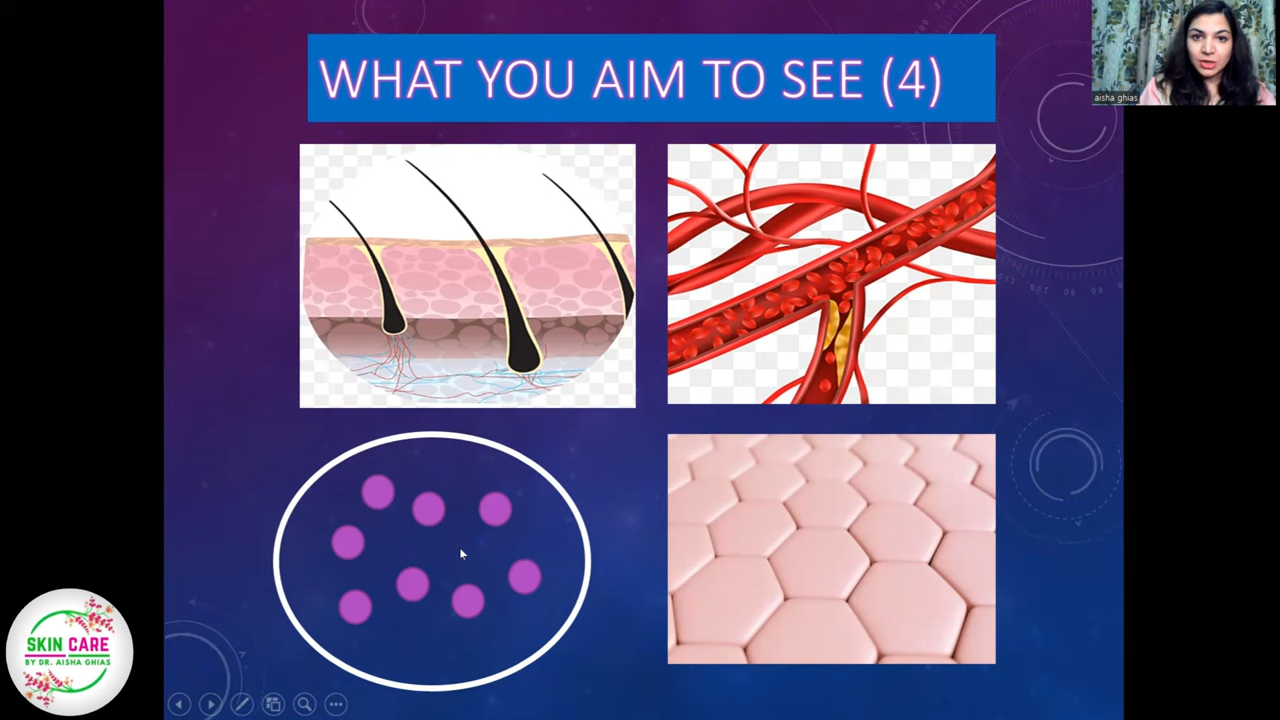 WHAT YOU AIM TO SEE (4)
aisha ghias
SKIN CARE
BY DR. AISHA GHIAS